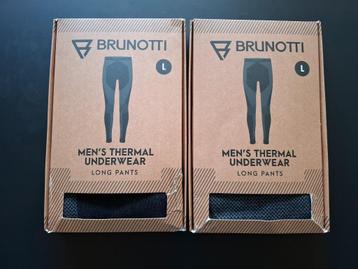 BRUNOTTI
L
MEN'S THERMAL
UNDERWEAR
LONG PANTS
BRUNOTTI
L
MEN'S THERMAL
UNDERWEAR
LONG PANTS